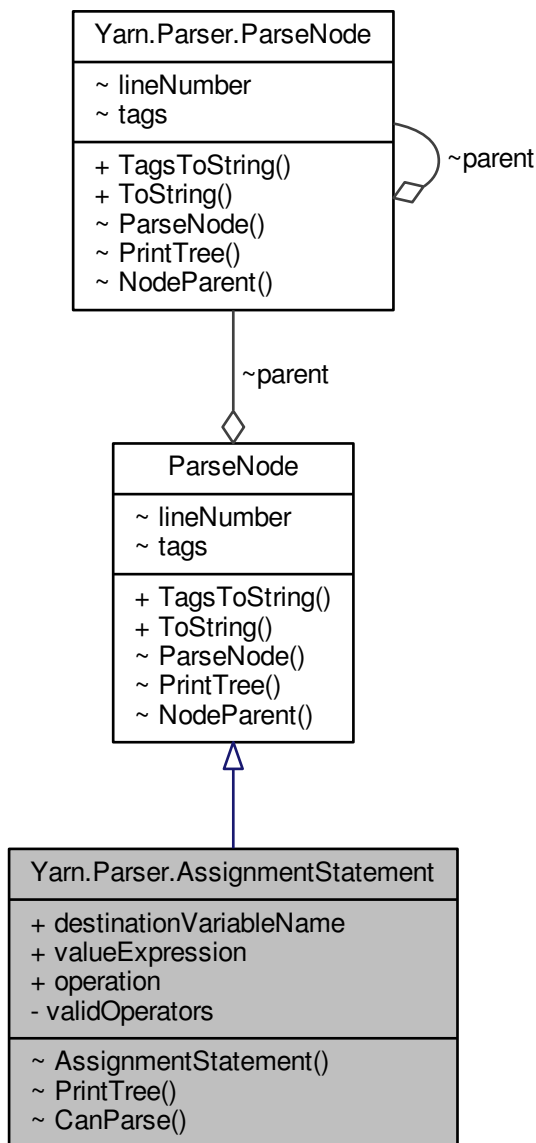 Yarn.Parser.ParseNode
~ lineNumber
~ tags
+ TagsToString()
+ ToString()
~ ParseNode()
~ PrintTree()
~ NodeParent()
~parent
~parent
ParseNode
~ lineNumber
~ tags
+ TagsToString()
+ ToString()
~ ParseNode()
~ PrintTree()
~ NodeParent()
Yarn.Parser.AssignmentStatement
+ destinationVariableName
+ valueExpression
+ operation
- validOperators
~ AssignmentStatement()
~ PrintTree()
~ CanParse()